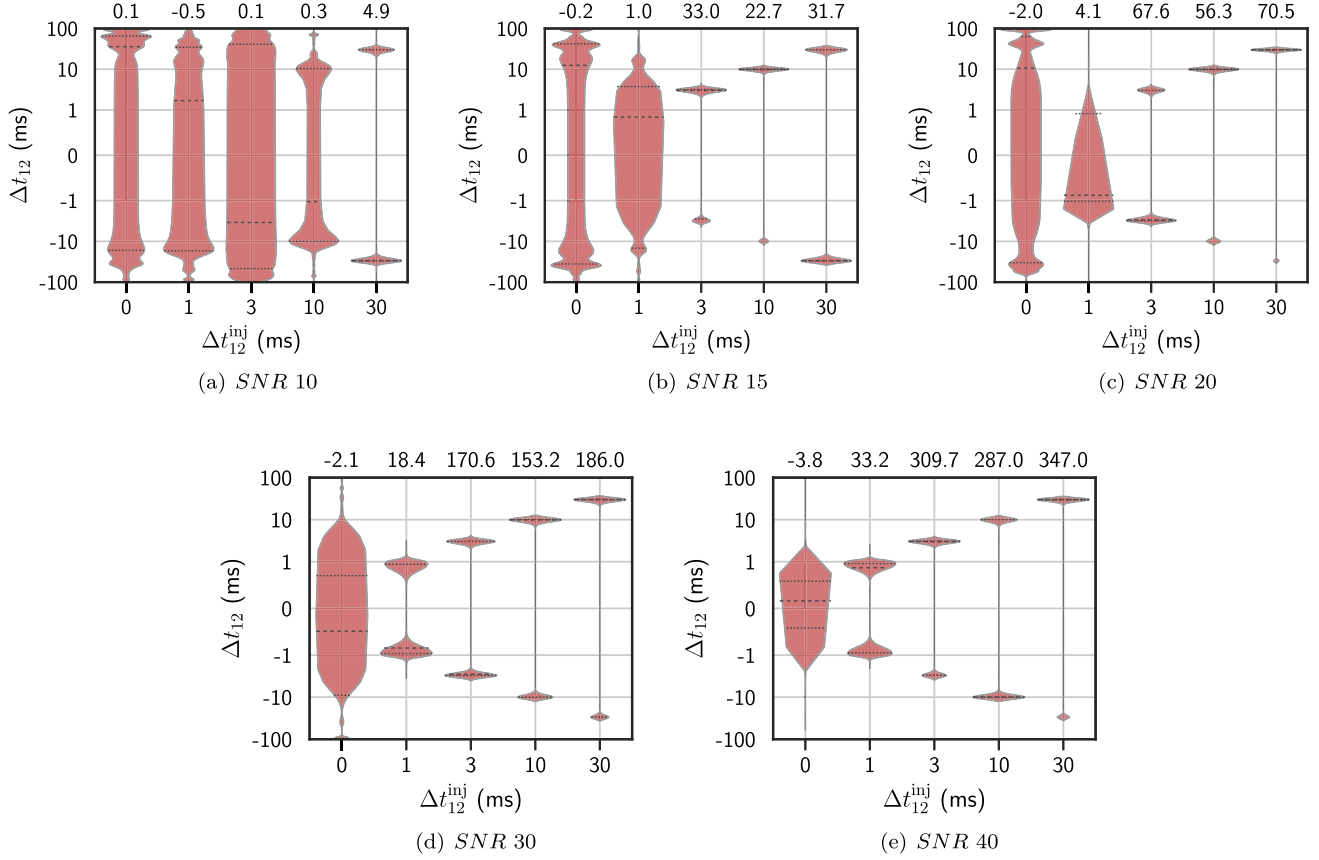 0.1 -0.5 0.1 0.3 4.9
100
10
1
0
-1
-10
-100
Δt12 (ms)
0 1 3 10 30
Δt12^inj (ms)
(a) SNR 10
-0.2 1.0 33.0 22.7 31.7
100
10
1
0
-1
-10
-100
Δt12 (ms)
0 1 3 10 30
Δt12^inj (ms)
(b) SNR 15
-2.0 4.1 67.6 56.3 70.5
100
10
1
0
-1
-10
-100
Δt12 (ms)
0 1 3 10 30
Δt12^inj (ms)
(c) SNR 20
-2.1 18.4 170.6 153.2 186.0
100
10
1
0
-1
-10
-100
Δt12 (ms)
0 1 3 10 30
Δt12^inj (ms)
(d) SNR 30
-3.8 33.2 309.7 287.0 347.0
100
10
1
0
-1
-10
-100
Δt12 (ms)
0 1 3 10 30
Δt12^inj (ms)
(e) SNR 40